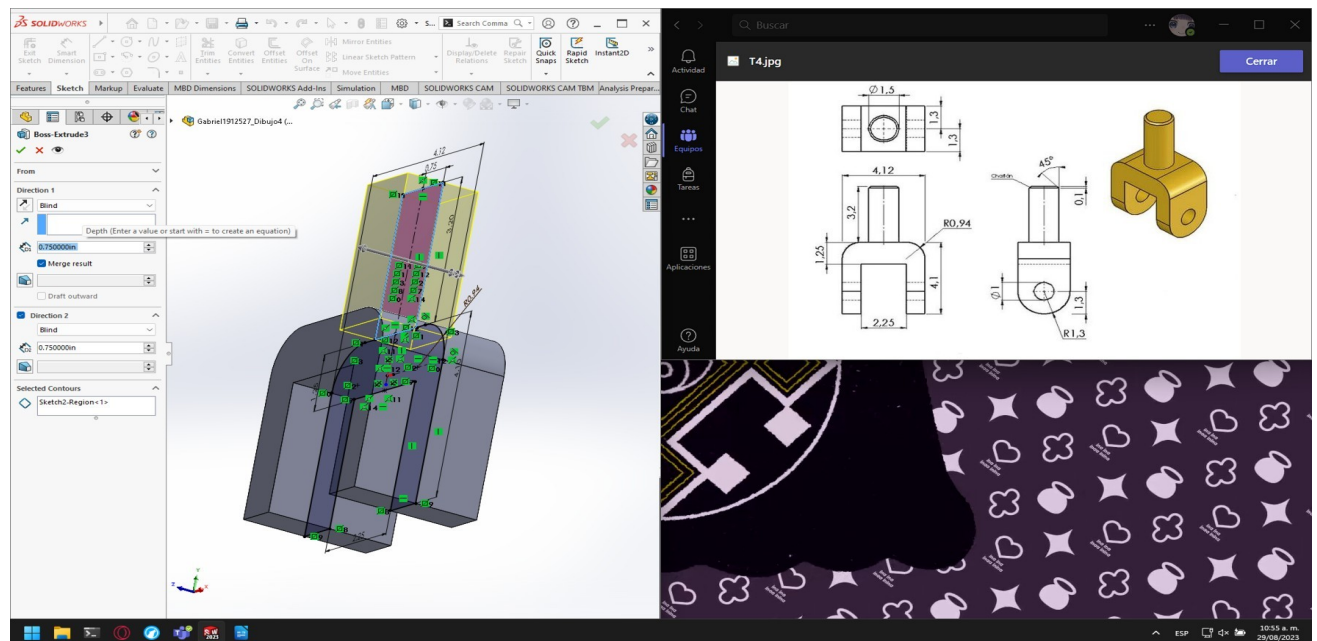 SOLIDWORKS
S...
Search Comma
Exit Sketch
Smart Dimension
Trim Entities
Convert Entities
Offset Entities
Offset On Surface
Mirror Entities
Linear Sketch Pattern
Move Entities
Display/Delete Relations
Repair Sketch
Quick Snaps
Rapid Sketch
Instant2D
Features
Sketch
Markup
Evaluate
MBD Dimensions
SOLIDWORKS Add-Ins
Simulation
MBD
SOLIDWORKS CAM
SOLIDWORKS CAM TBM
Analysis Prepar...
Gabriel1912527_Dibujo4 (...
Boss-Extrude3
From
Direction 1
Blind
Depth (Enter a value or start with = to create an equation)
0.750000in
Merge result
Draft outward
Direction 2
Blind
0.750000in
Selected Contours
Sketch2-Region<1>
4.12
0.75
R0.94
2.25
Buscar
Actividad
Chat
Equipos
Tareas
Aplicaciones
Ayuda
T4.jpg
Cerrar
Ø1,5
1,3
1,3
4,12
3,2
1,25
R0,94
4,1
2,25
Chaflán
45°
0,1
Ø1
1,3
R1,3
ESP
10:55 a. m.
29/08/2023